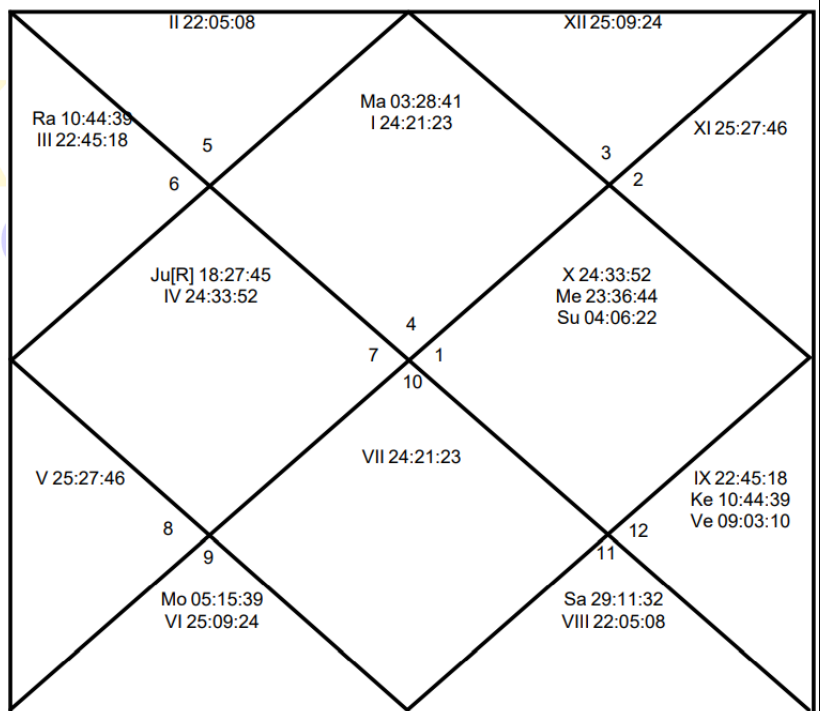 II 22:05:08
XII 25:09:24
Ra 10:44:39
III 22:45:18
Ma 03:28:41
I 24:21:23
XI 25:27:46
5
3
6
2
Ju[R] 18:27:45
IV 24:33:52
X 24:33:52
Me 23:36:44
Su 04:06:22
4
7
1
10
VII 24:21:23
V 25:27:46
IX 22:45:18
Ke 10:44:39
Ve 09:03:10
8
12
9
11
Mo 05:15:39
VI 25:09:24
Sa 29:11:32
VIII 22:05:08